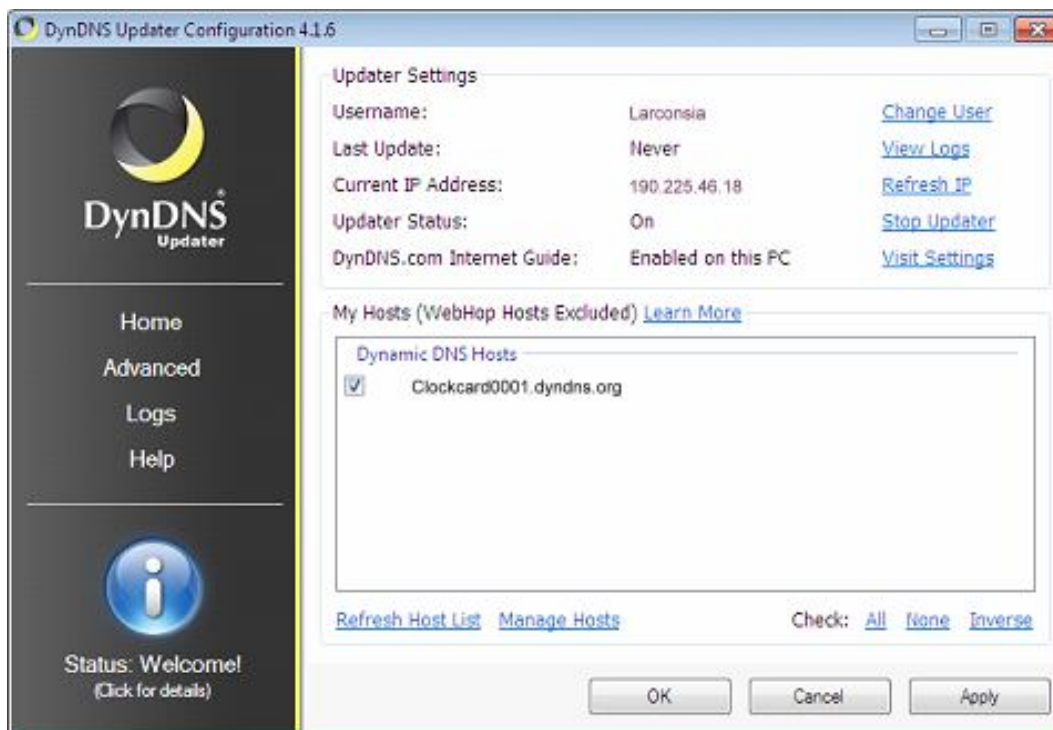 DynDNS Updater Configuration 4.1.6
DynDNS®
Updater
Home
Advanced
Logs
Help
Status: Welcome!
(Click for details)
Updater Settings
Username: Larconsia Change User
Last Update: Never View Logs
Current IP Address: 190.225.46.18 Refresh IP
Updater Status: On Stop Updater
DynDNS.com Internet Guide: Enabled on this PC Visit Settings
My Hosts (WebHop Hosts Excluded) Learn More
Dynamic DNS Hosts
Clockcard0001.dyndns.org
Refresh Host List Manage Hosts Check: All None Inverse
OK Cancel Apply